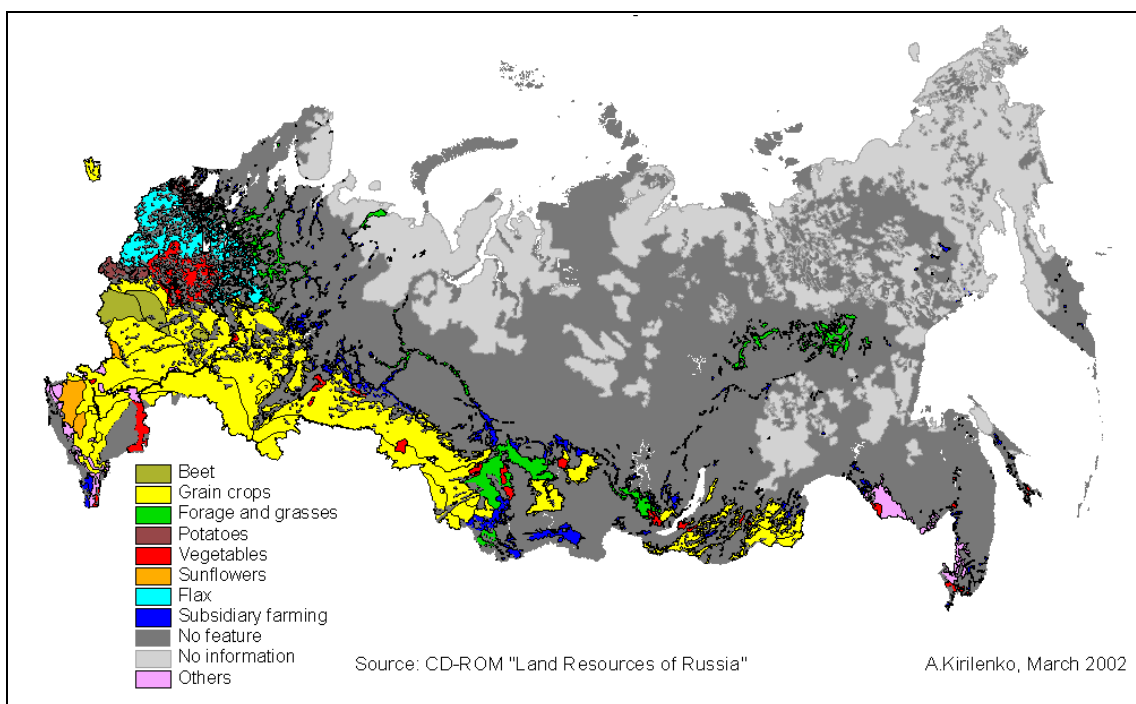 Beet
Grain crops
Forage and grasses
Potatoes
Vegetables
Sunflowers
Flax
Subsidiary farming
No feature
No information
Others
Source: CD-ROM "Land Resources of Russia"
A.Kirilenko, March 2002